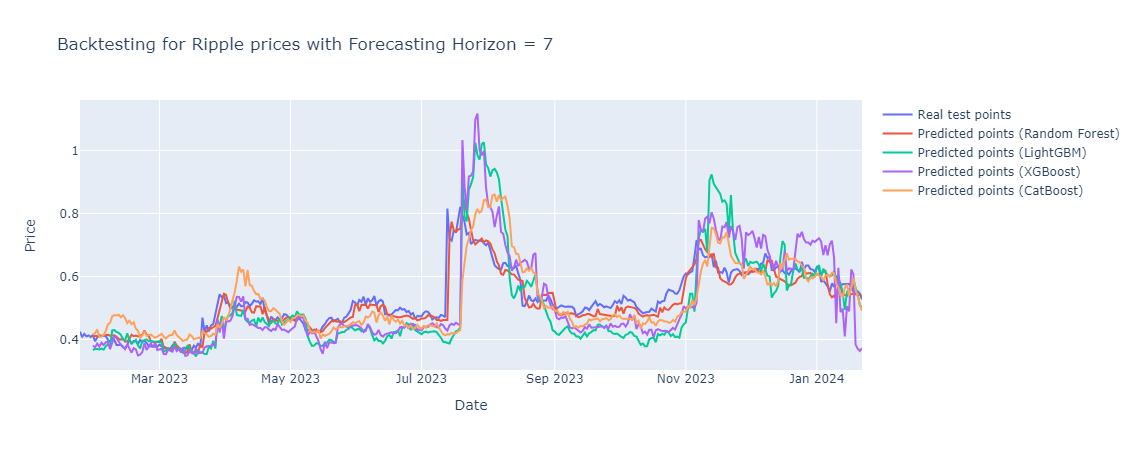 Backtesting for Ripple prices with Forecasting Horizon = 7
Real test points
Predicted points (Random Forest)
Predicted points (LightGBM)
Predicted points (XGBoost)
Predicted points (CatBoost)
Price
1
0.8
0.6
0.4
Mar 2023
May 2023
Jul 2023
Sep 2023
Nov 2023
Jan 2024
Date